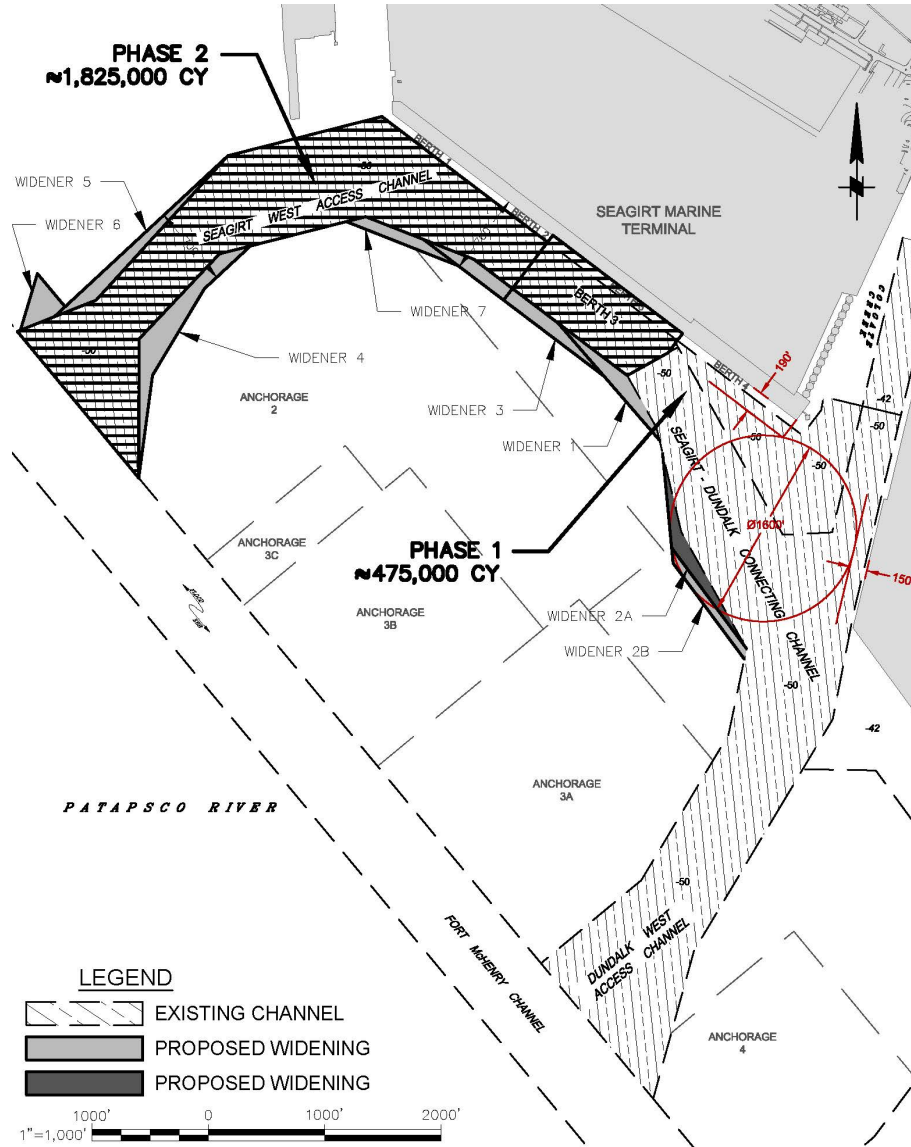 PHASE 2
≈1,825,000 CY
WIDENER 5
WIDENER 6
SEAGIRT WEST ACCESS CHANNEL
BERTH 1
BERTH 2
BERTH 3
BERTH 4
SEAGIRT MARINE
TERMINAL
COLGATE
CREEK
WIDENER 7
WIDENER 4
WIDENER 3
WIDENER 1
ANCHORAGE
2
-50
190'
-42
-50
-50
-50
SEAGIRT - DUNDALK CONNECTING CHANNEL
Ø1600'
150'
PHASE 1
≈475,000 CY
ANCHORAGE
3C
ANCHORAGE
3B
WIDENER 2A
WIDENER 2B
-50
-42
ANCHORAGE
3A
PATAPSCO RIVER
-50
DUNDALK WEST
ACCESS CHANNEL
FORT McHENRY CHANNEL
ANCHORAGE
4
LEGEND
EXISTING CHANNEL
PROPOSED WIDENING
PROPOSED WIDENING
1000' 0 1000' 2000'
1"=1,000'